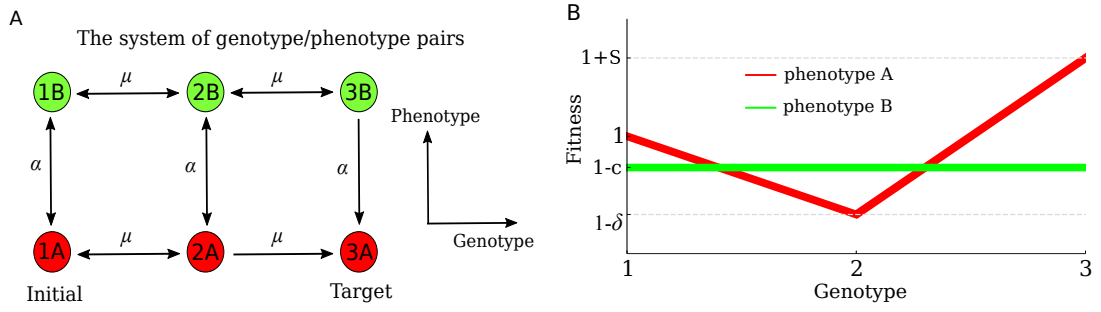 A
The system of genotype/phenotype pairs
1B
μ
2B
μ
3B
α
α
α
1A
μ
2A
μ
3A
Initial
Target
Phenotype
Genotype
B
Fitness
1+S
1
1-c
1-δ
phenotype A
phenotype B
1
2
3
Genotype